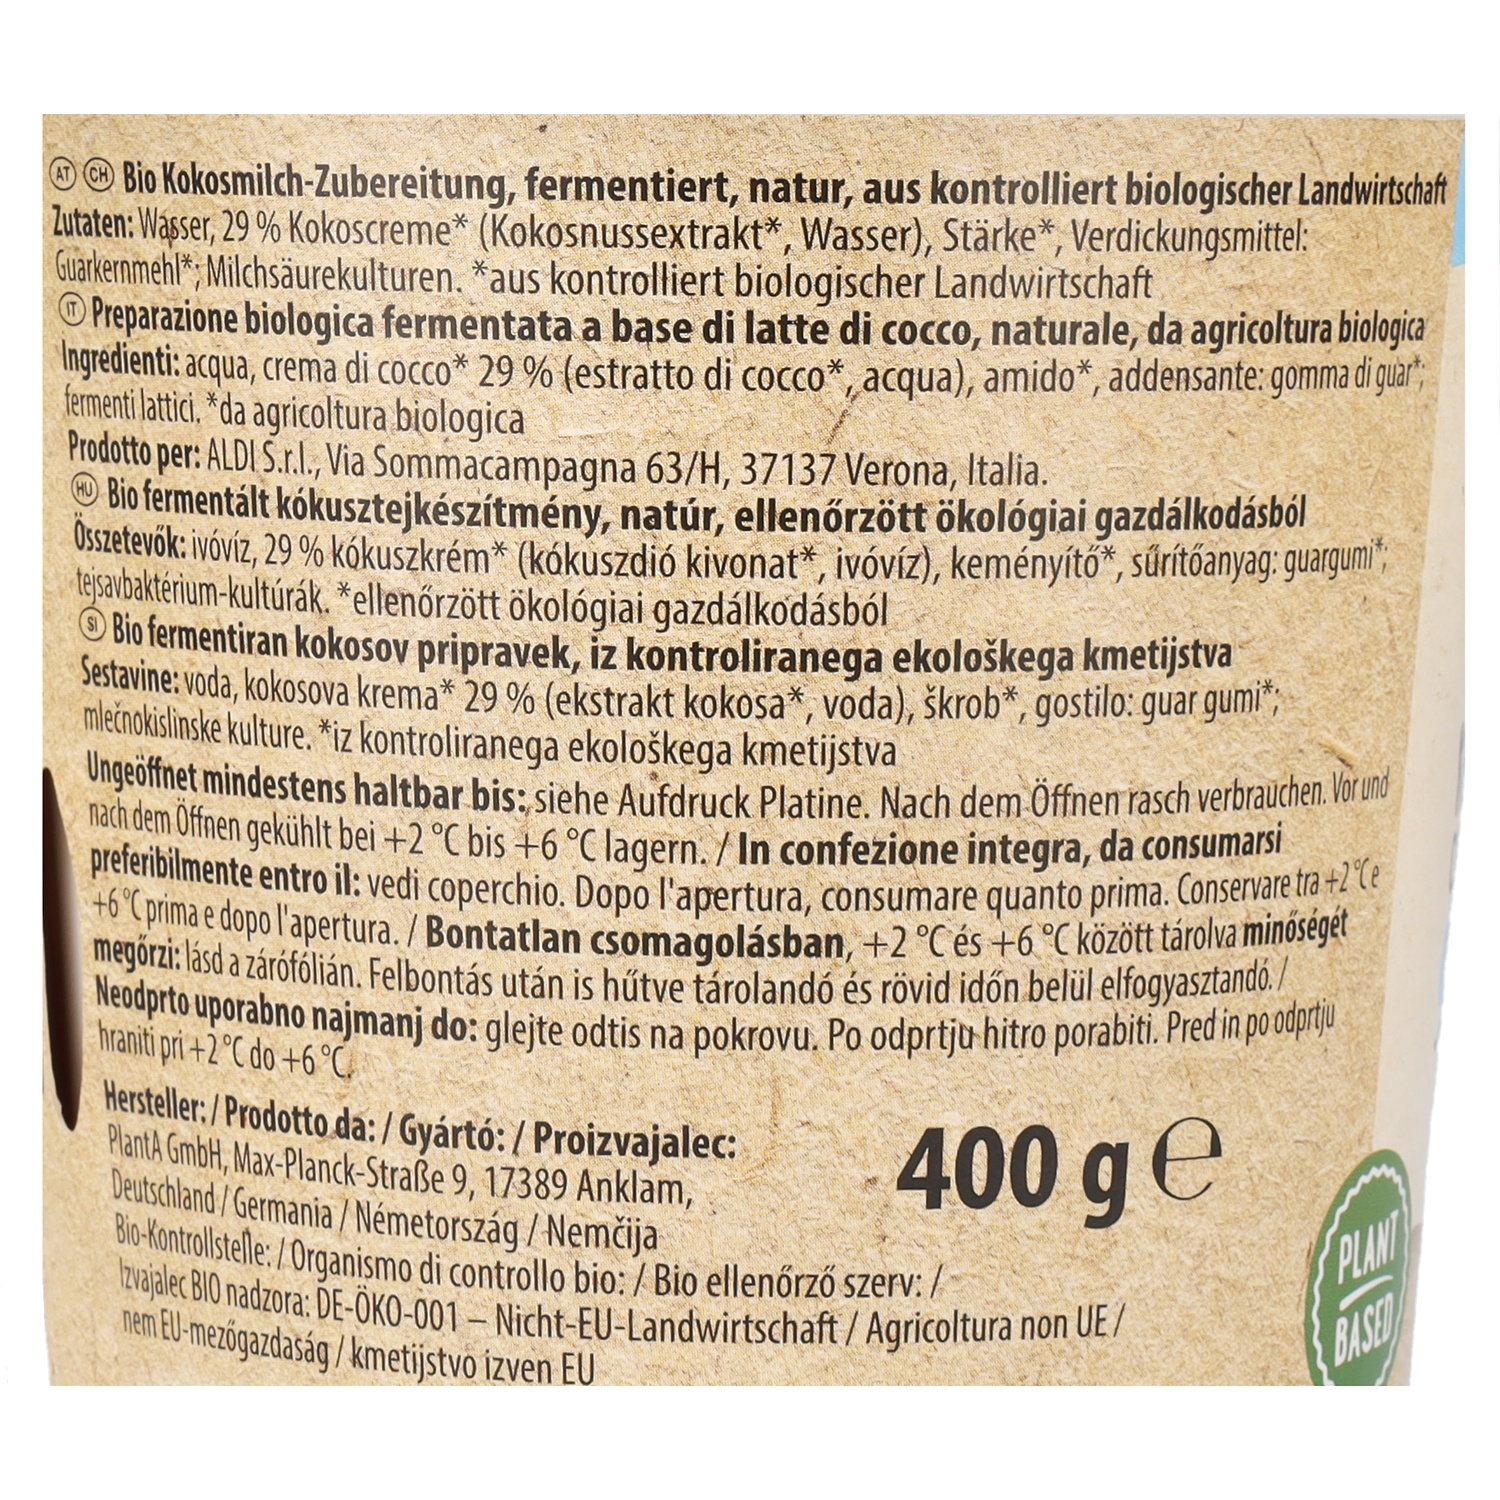 AT CH Bio Kokosmilch-Zubereitung, fermentiert, natur, aus kontrolliert biologischer Landwirtschaft
Zutaten: Wasser, 29 % Kokoscreme* (Kokosnussextrakt*, Wasser), Stärke*, Verdickungsmittel:
Guarkernmehl*; Milchsäurekulturen. *aus kontrolliert biologischer Landwirtschaft
IT Preparazione biologica fermentata a base di latte di cocco, naturale, da agricoltura biologica
Ingredienti: acqua, crema di cocco* 29 % (estratto di cocco*, acqua), amido*, addensante: gomma di guar*;
fermenti lattici. *da agricoltura biologica
Prodotto per: ALDI S.r.l., Via Sommacampagna 63/H, 37137 Verona, Italia.
HU Bio fermentált kókusztejkészítmény, natúr, ellenőrzött ökológiai gazdálkodásból
Összetevők: ivóvíz, 29 % kókuszkrém* (kókuszdió kivonat*, ivóvíz), keményítő*, sűrítőanyag: guargumi*;
tejsavbaktérium-kultúrák. *ellenőrzött ökológiai gazdálkodásból
SI Bio fermentiran kokosov pripravek, iz kontroliranega ekološkega kmetijstva
Sestavine: voda, kokosova krema* 29 % (ekstrakt kokosa*, voda), škrob*, gostilo: guar gumi*;
mlečnokislinske kulture. *iz kontroliranega ekološkega kmetijstva
Ungeöffnet mindestens haltbar bis: siehe Aufdruck Platine. Nach dem Öffnen rasch verbrauchen. Vor und
nach dem Öffnen gekühlt bei +2 °C bis +6 °C lagern. / In confezione integra, da consumarsi
preferibilmente entro il: vedi coperchio. Dopo l'apertura, consumare quanto prima. Conservare tra +2 °C e
+6 °C prima e dopo l'apertura. / Bontatlan csomagolásban, +2 °C és +6 °C között tárolva minőségét
megőrzi: lásd a zárófólián. Felbontás után is hűtve tárolandó és rövid időn belül elfogyasztandó. /
Neodprto uporabno najmanj do: glejte odtis na pokrovu. Po odprtju hitro porabiti. Pred in po odprtju
hraniti pri +2 °C do +6 °C.
Hersteller: / Prodotto da: / Gyártó: / Proizvajalec:
PlantA GmbH, Max-Planck-Straße 9, 17389 Anklam,
Deutschland / Germania / Németország / Nemčija
Bio-Kontrollstelle: / Organismo di controllo bio: / Bio ellenőrző szerv: /
Izvajalec BIO nadzora: DE-ÖKO-001 – Nicht-EU-Landwirtschaft / Agricoltura non UE /
nem EU-mezőgazdaság / kmetijstvo izven EU
400 g ℮
PLANT
BASED